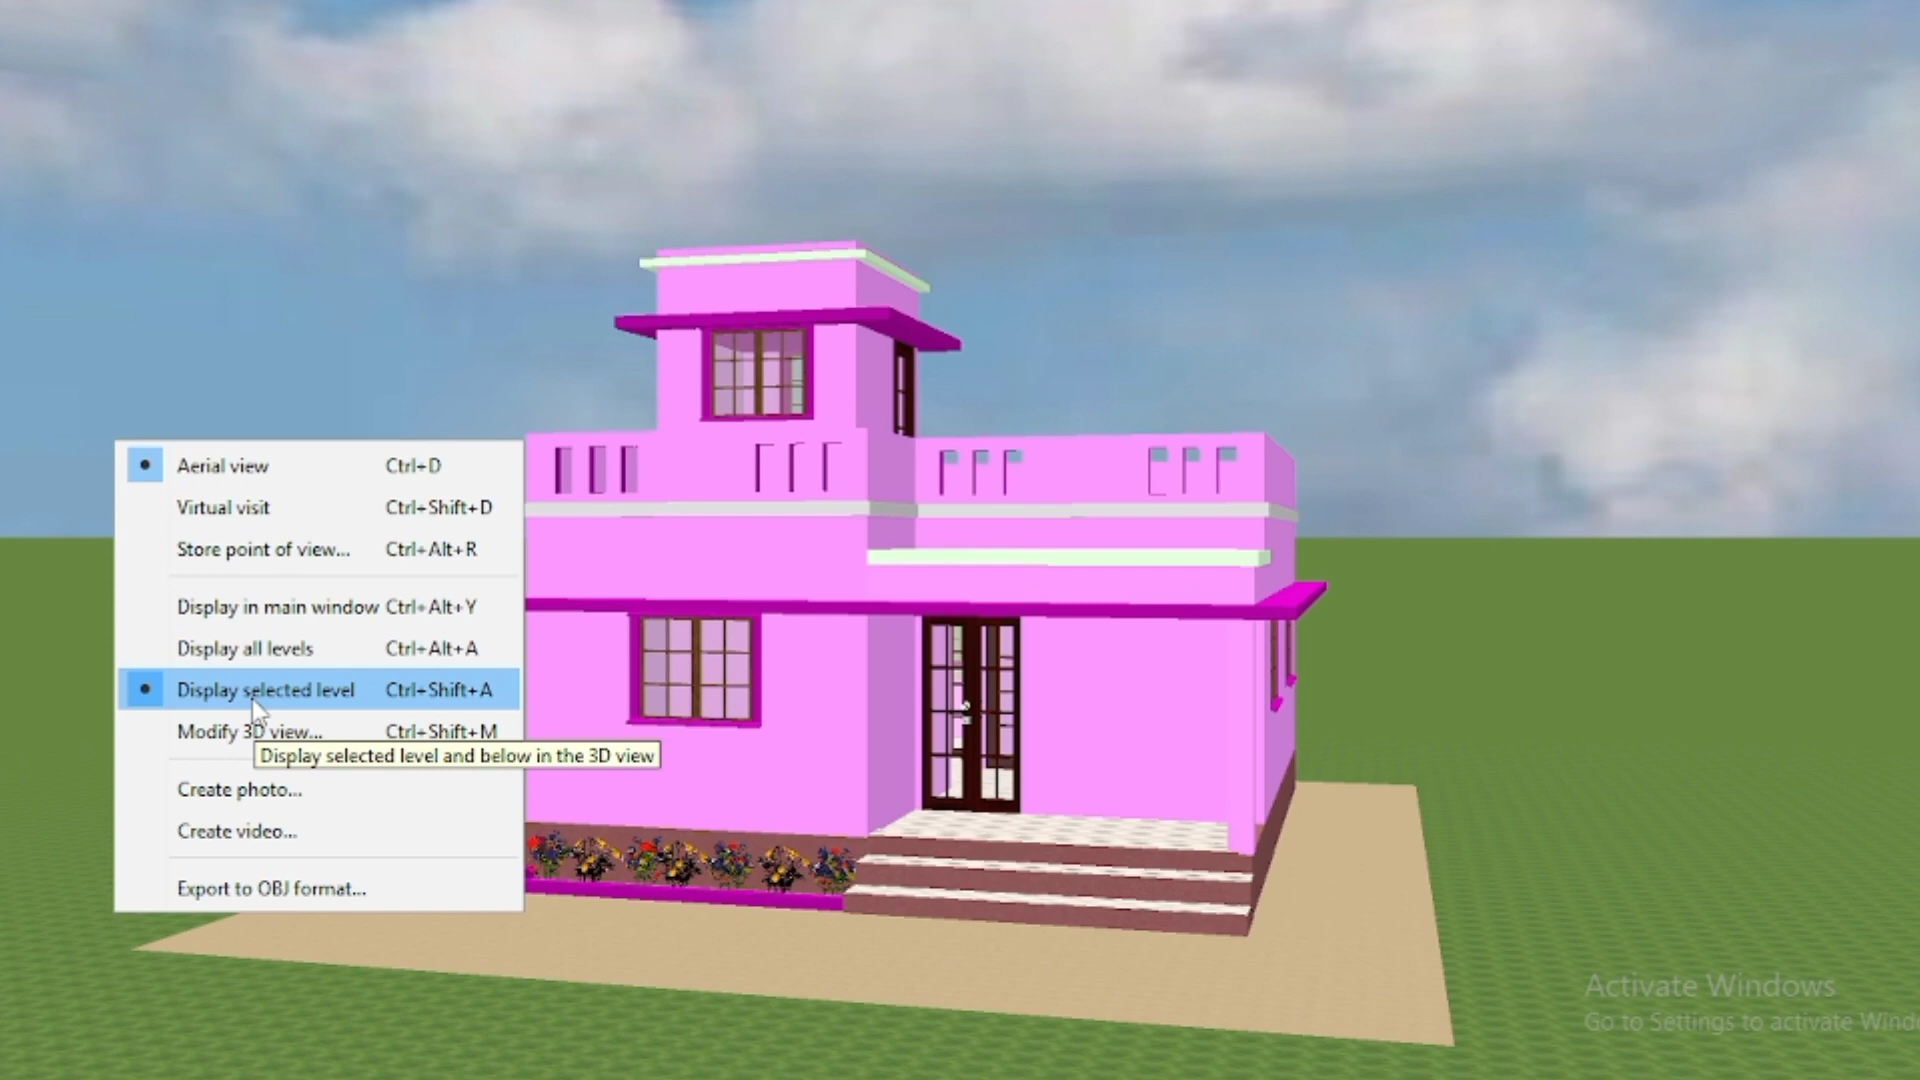 Aerial view Ctrl+D
Virtual visit Ctrl+Shift+D
Store point of view... Ctrl+Alt+R
Display in main window Ctrl+Alt+Y
Display all levels Ctrl+Alt+A
Display selected level Ctrl+Shift+A
Modify 3D view... Ctrl+Shift+M
Display selected level and below in the 3D view
Create photo...
Create video...
Export to OBJ format...
Activate Windows
Go to Settings to activate Windo